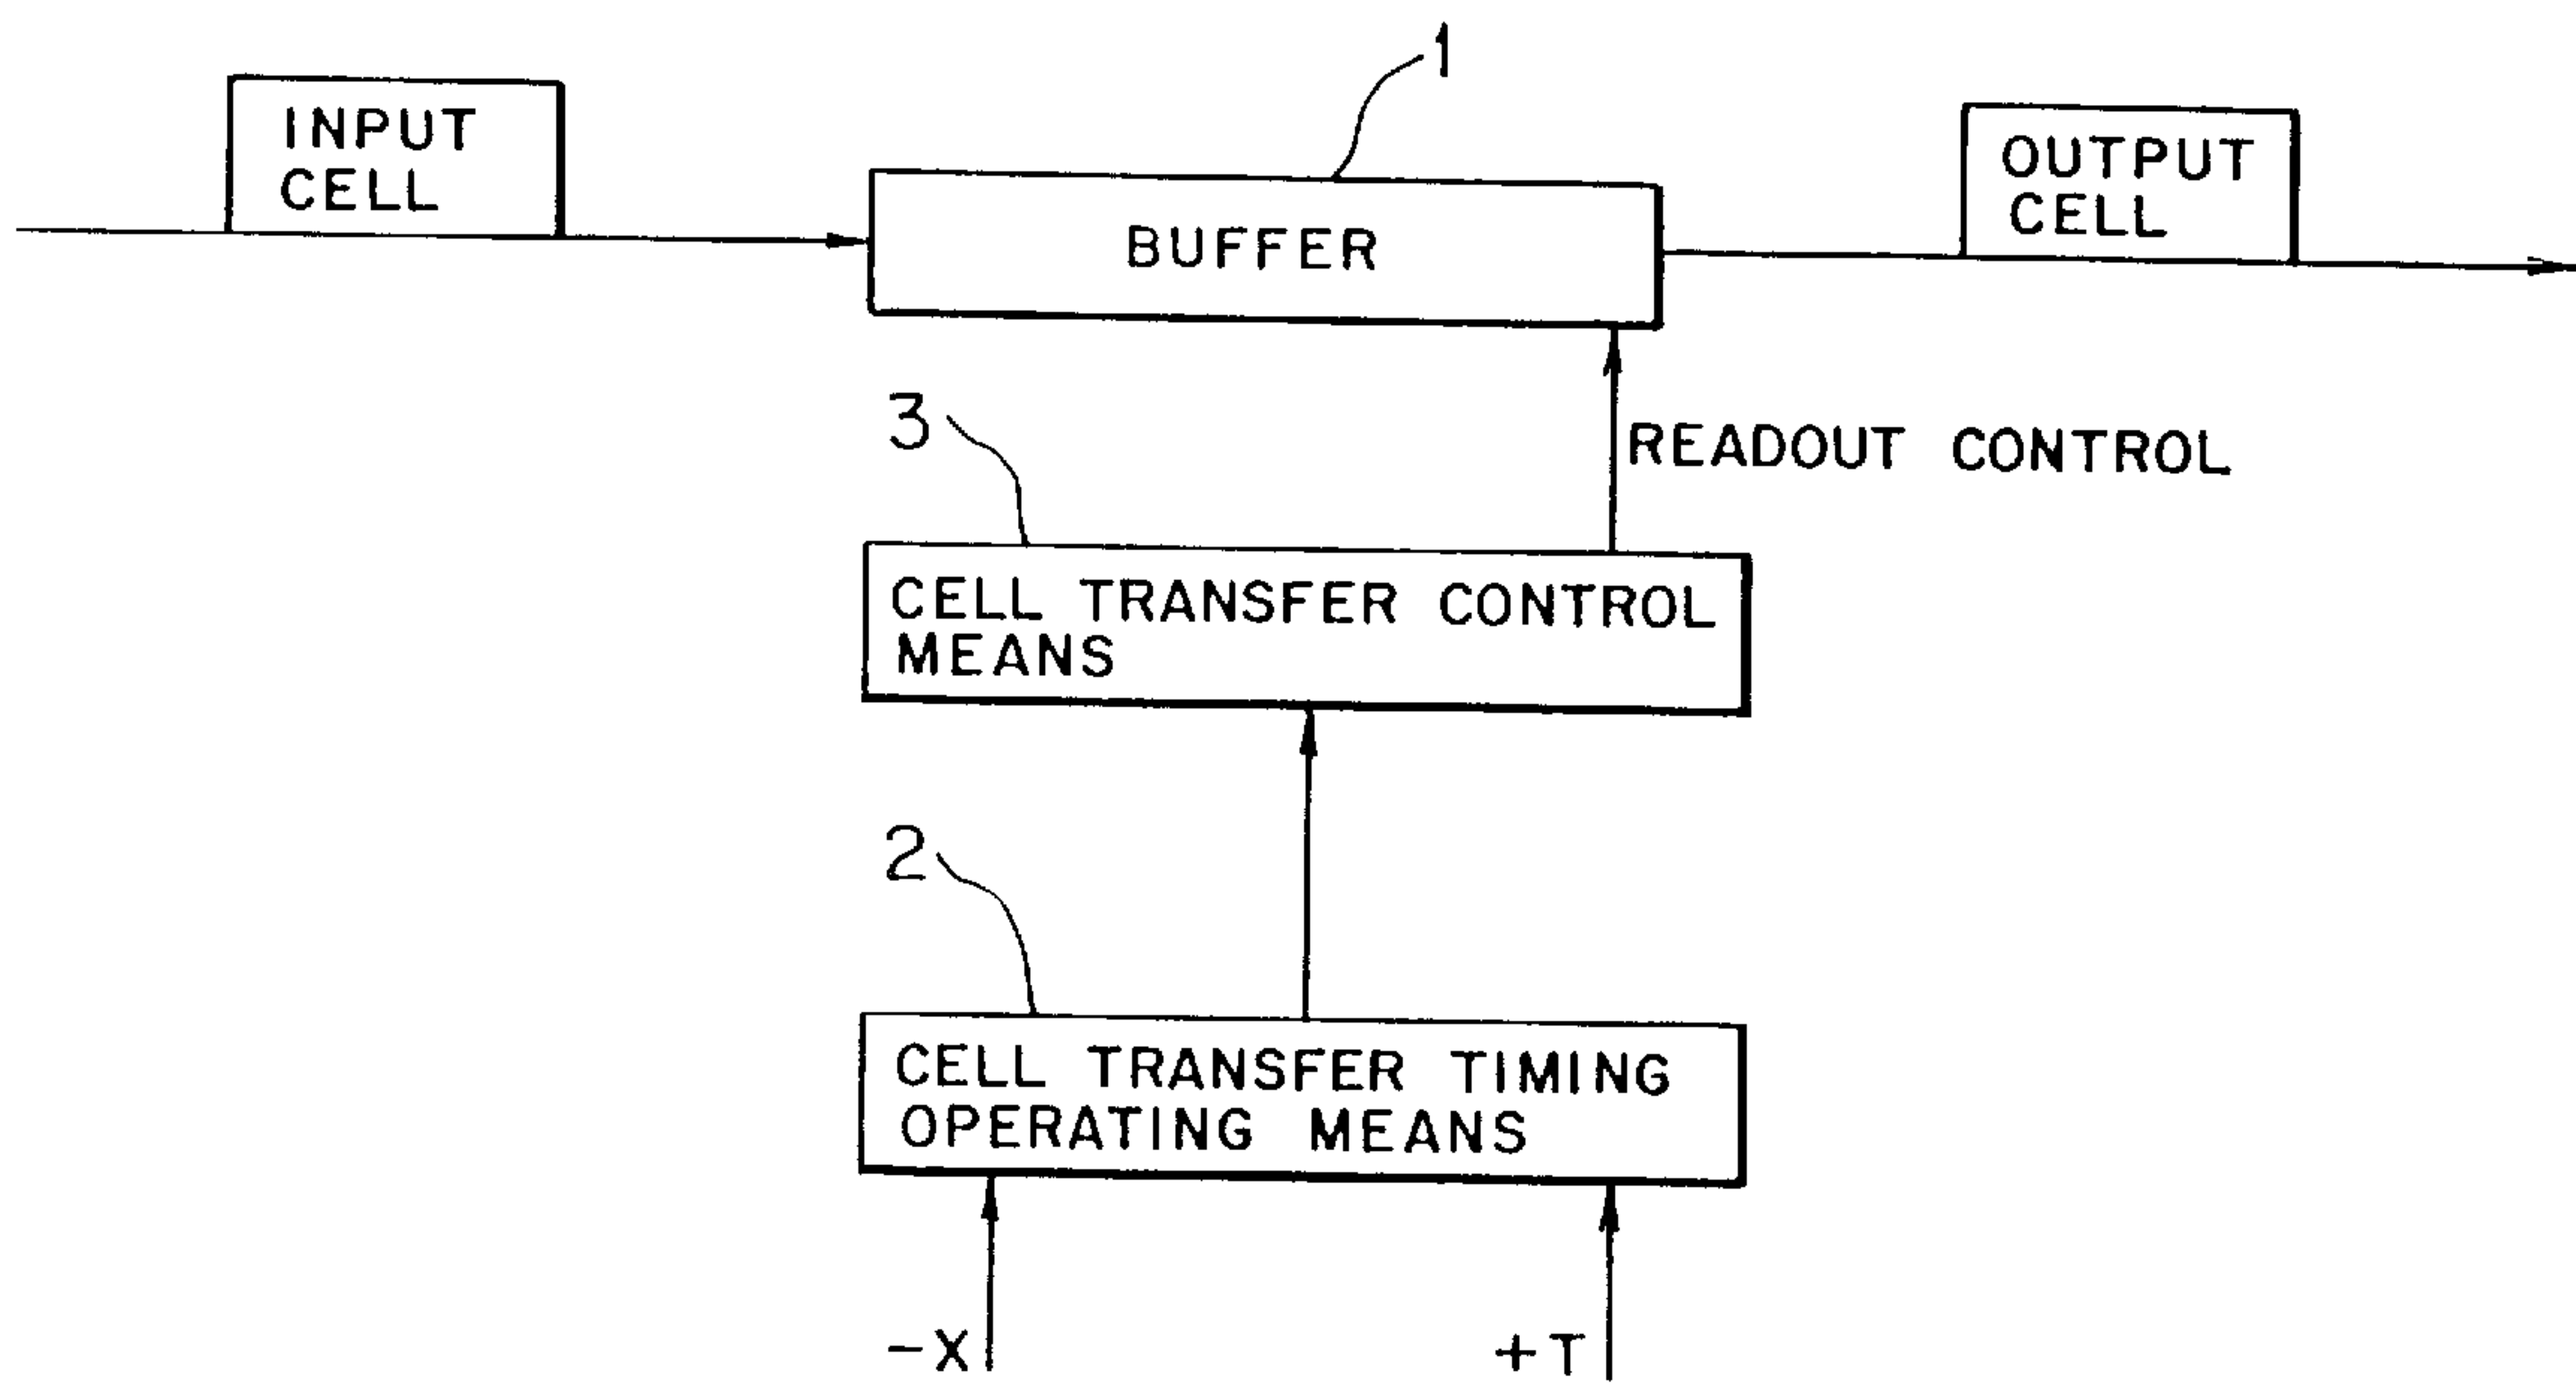 1
INPUT
CELL
OUTPUT
CELL
BUFFER
3
READOUT CONTROL
CELL TRANSFER CONTROL
MEANS
2
CELL TRANSFER TIMING
OPERATING MEANS
-X
+T